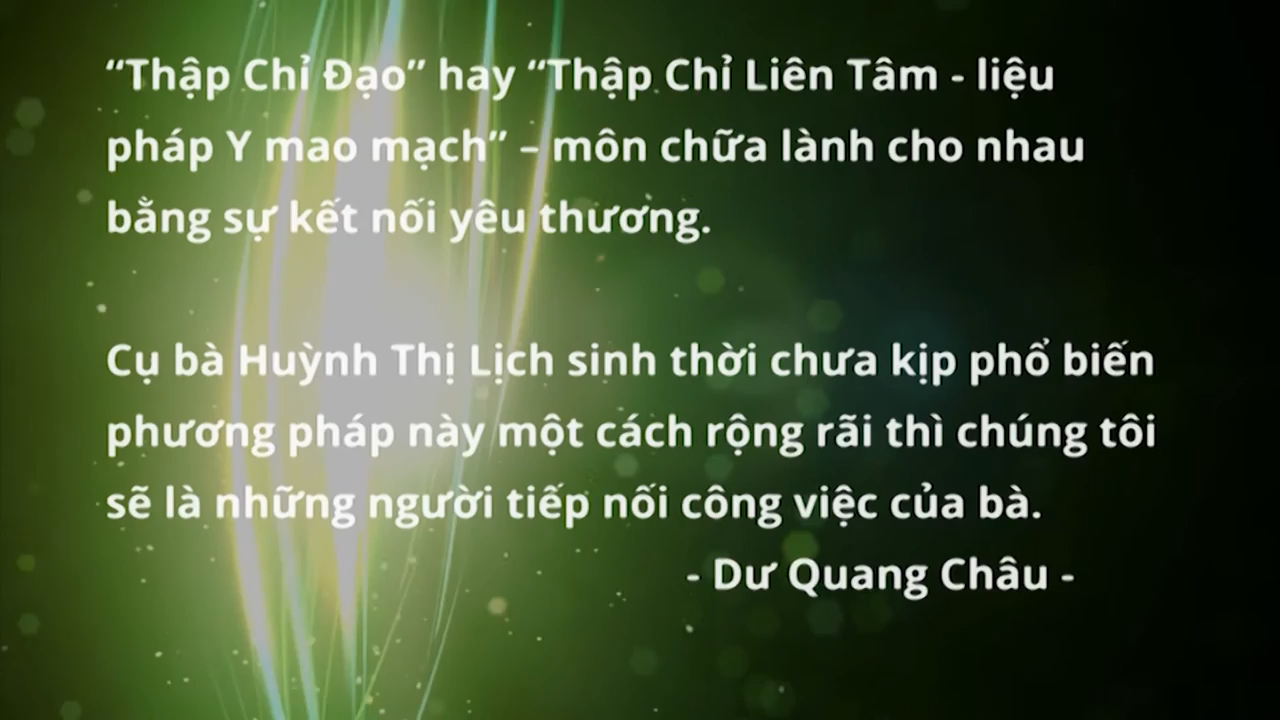 “Thập Chỉ Đạo” hay “Thập Chỉ Liên Tâm - liệu
pháp Y mao mạch” – môn chữa lành cho nhau
bằng sự kết nối yêu thương.
Cụ bà Huỳnh Thị Lịch sinh thời chưa kịp phổ biến
phương pháp này một cách rộng rãi thì chúng tôi
sẽ là những người tiếp nối công việc của bà.
- Dư Quang Châu -